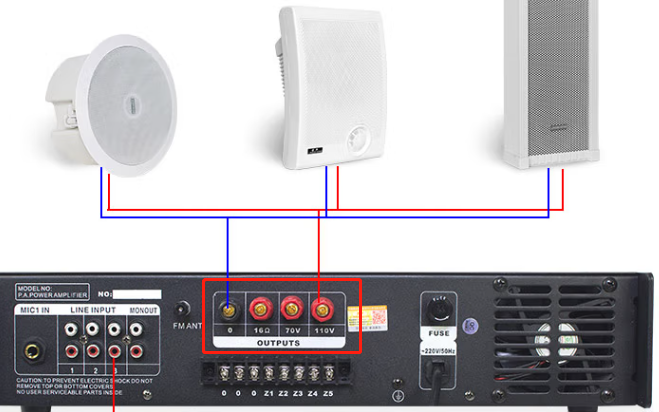 MODEL NO:
P.A.POWER AMPLIFIER NO:
MIC1 IN LINE INPUT MONOUT
1 2 3
FM ANT
0 16Ω 70V 110V
OUTPUTS
FUSE
~220V/50Hz
0 0 0 Z1 Z2 Z3 Z4 Z5
CAUTION TO PREVENT ELECTRIC SHOCK DO NOT
REMOVE TOP OR BOTTOM COVERS
NO USER SERVICEABLE PARTS INSIDE